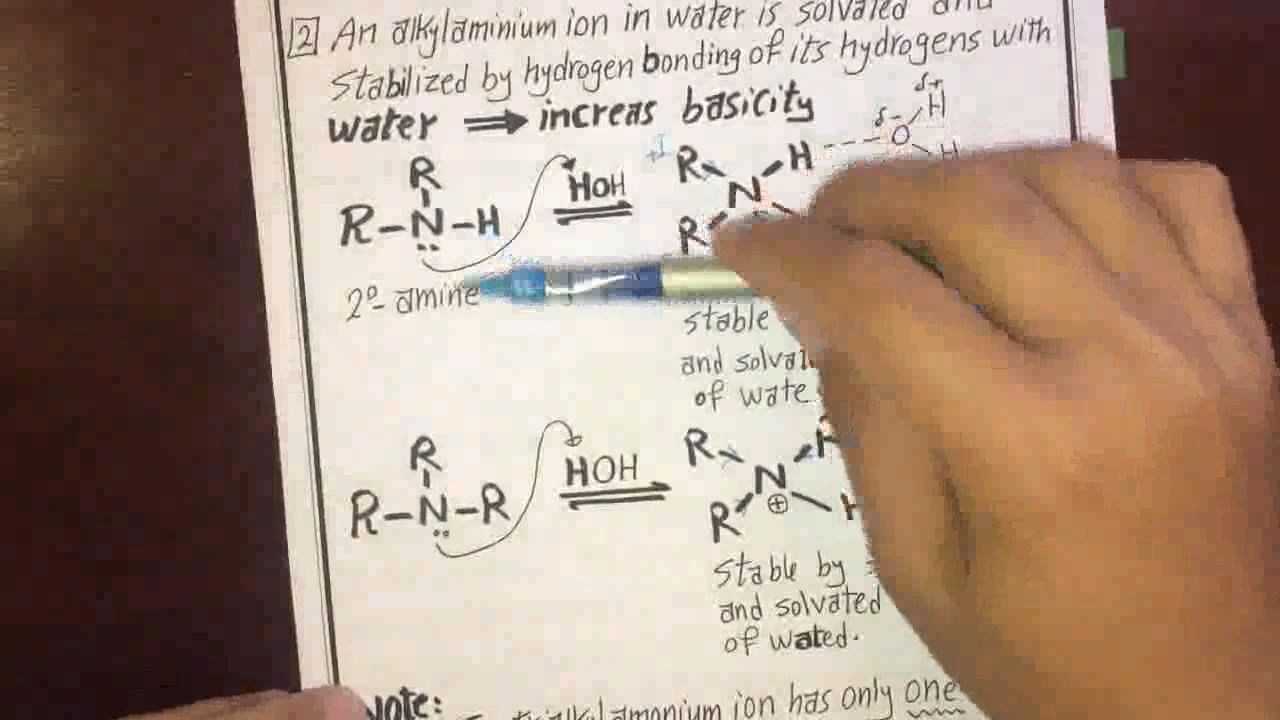 2 An alkylaminium ion in water is solvated and
stabilized by hydrogen bonding of its hydrogens with
water ⟹ increas basicity
δ+
H
δ-
O
H
+I
R
H
N
R
R
R-N-H
HOH
2º- amine
stable
and solvat
of wate
R
R-N-R
HOH
R
N
R
⊕
H
Stable by
and solvated
of wated.
Note:
ion has only one